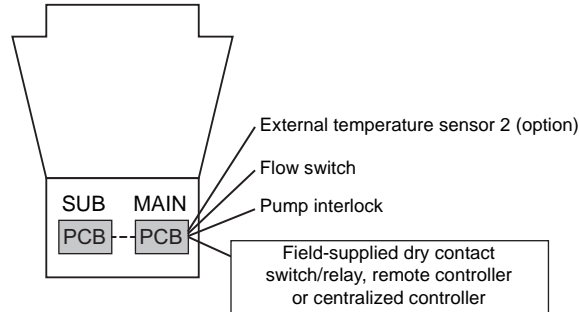 External temperature sensor 2 (option)
Flow switch
SUB MAIN
Pump interlock
PCB PCB
Field-supplied dry contact
switch/relay, remote controller
or centralized controller